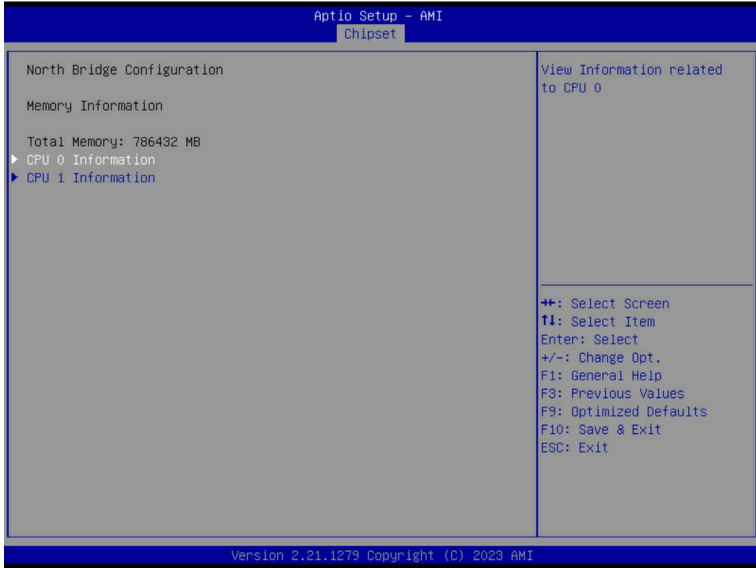 Aptio Setup - AMI
Chipset
North Bridge Configuration
Memory Information
Total Memory: 786432 MB
CPU 0 Information
CPU 1 Information
View Information related
to CPU 0
→←: Select Screen
↑↓: Select Item
Enter: Select
+/-: Change Opt.
F1: General Help
F3: Previous Values
F9: Optimized Defaults
F10: Save & Exit
ESC: Exit
Version 2.21.1279 Copyright (C) 2023 AMI